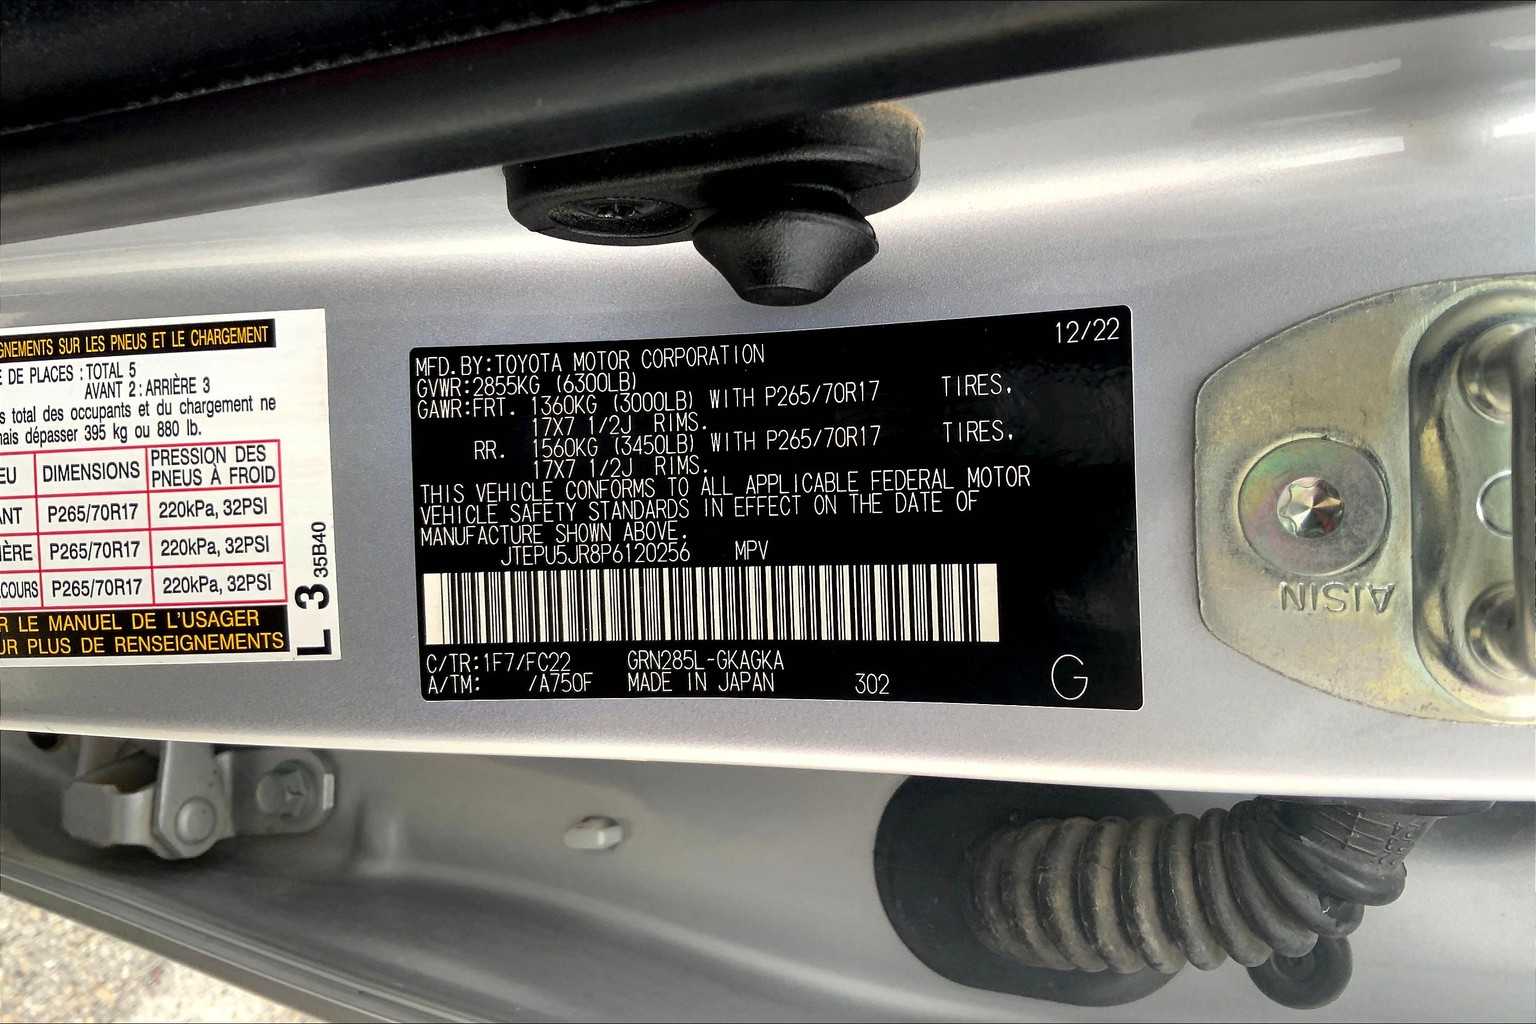 GNEMENTS SUR LES PNEUS ET LE CHARGEMENT
E DE PLACES : TOTAL 5
AVANT 2 : ARRIÈRE 3
s total des occupants et du chargement ne
mais dépasser 395 kg ou 880 lb.
EU DIMENSIONS PRESSION DES PNEUS À FROID
ANT P265/70R17 220kPa, 32PSI
IÈRE P265/70R17 220kPa, 32PSI
COURS P265/70R17 220kPa, 32PSI
R LE MANUEL DE L'USAGER
UR PLUS DE RENSEIGNEMENTS
L 3 35B40
12/22
MFD.BY:TOYOTA MOTOR CORPORATION
GVWR:2855KG (6300LB)
GAWR:FRT. 1360KG (3000LB) WITH P265/70R17 TIRES,
17X7 1/2J RIMS.
RR. 1560KG (3450LB) WITH P265/70R17 TIRES,
17X7 1/2J RIMS.
THIS VEHICLE CONFORMS TO ALL APPLICABLE FEDERAL MOTOR
VEHICLE SAFETY STANDARDS IN EFFECT ON THE DATE OF
MANUFACTURE SHOWN ABOVE.
JTEPU5JR8P6120256 MPV
C/TR:1F7/FC22 GRN285L-GKAGKA
A/TM: /A750F MADE IN JAPAN 302
G
AISIN